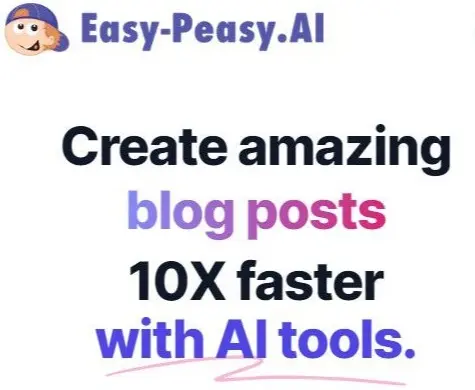 Easy-Peasy.AI
Create amazing
blog posts
10X faster
with AI tools.